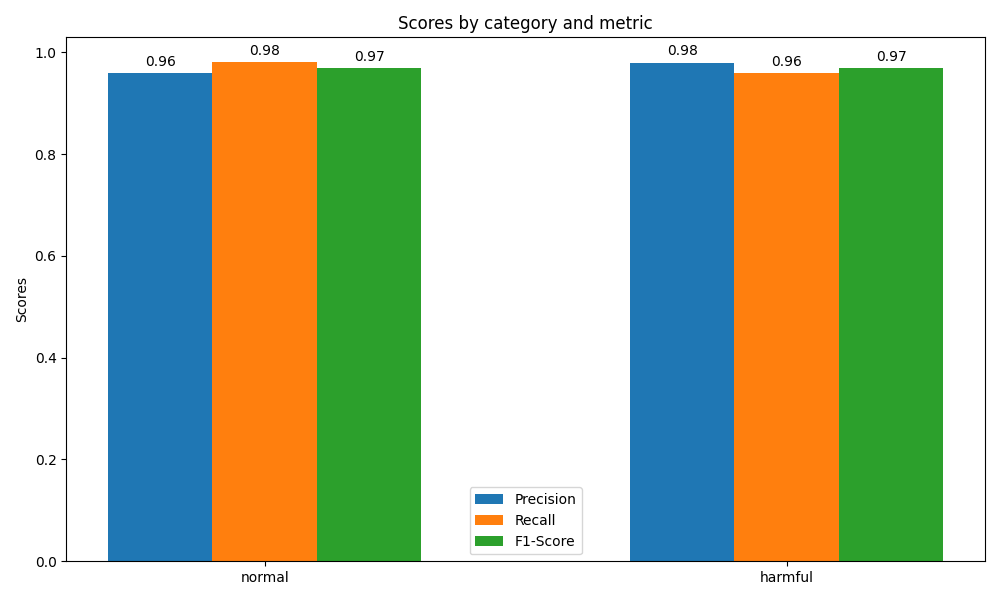 Scores by category and metric
Scores
1.0
0.8
0.6
0.4
0.2
0.0
0.96
0.98
0.97
0.98
0.96
0.97
Precision
Recall
F1-Score
normal
harmful